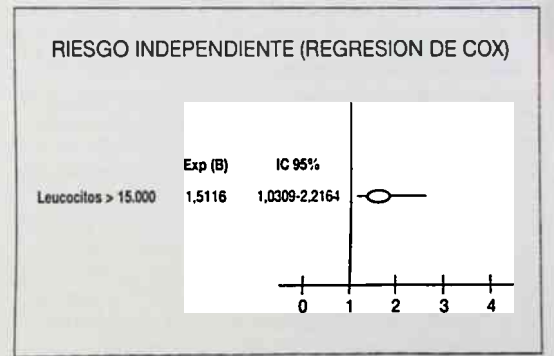 RIESGO INDEPENDIENTE (REGRESION DE COX)
Exp (B) IC 95%
Leucocitos > 15.000 1,5116 1,0309-2,2164
0 1 2 3 4